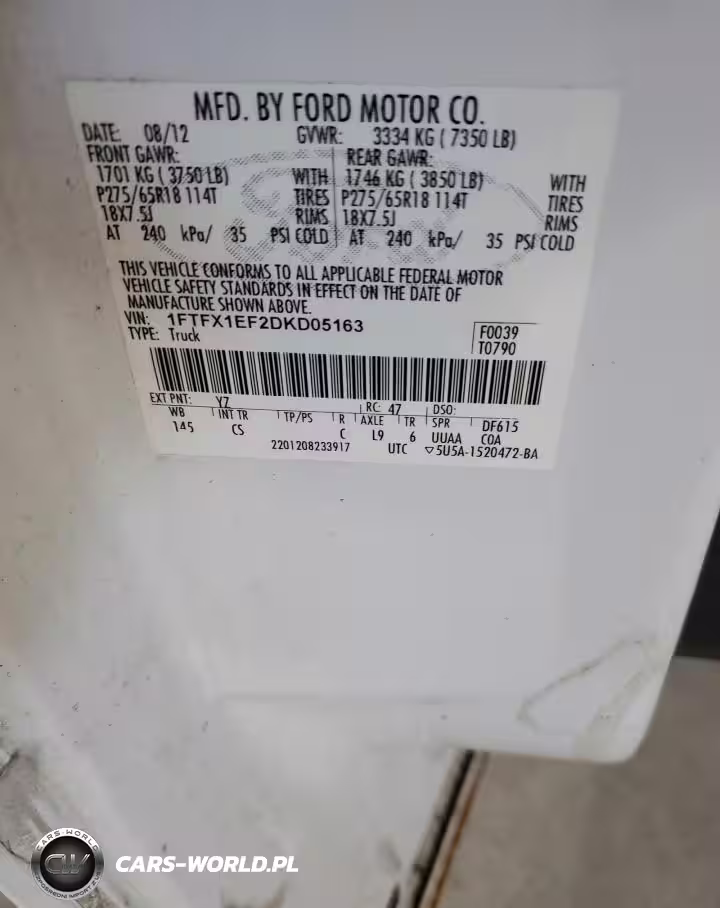 MFD. BY FORD MOTOR CO.
DATE: 08/12 GVWR: 3334 KG ( 7350 LB)
FRONT GAWR: REAR GAWR:
1701 KG ( 3750 LB) WITH 1746 KG ( 3850 LB) WITH
P275/65R18 114T TIRES P275/65R18 114T TIRES
18X7.5J RIMS 18X7.5J RIMS
AT 240 kPa/ 35 PSI COLD AT 240 kPa/ 35 PSI COLD
THIS VEHICLE CONFORMS TO ALL APPLICABLE FEDERAL MOTOR
VEHICLE SAFETY STANDARDS IN EFFECT ON THE DATE OF
MANUFACTURE SHOWN ABOVE.
VIN: 1FTFX1EF2DKD05163 F0039
TYPE: Truck T0790
EXT PNT: YZ RC: 47 DSO:
WB INT TR TP/PS R AXLE TR SPR DF615
145 CS C L9 6 UUAA COA
2201208233917 UTC ▽5U5A-1520472-BA
CARS-WORLD
CW
CARS-WORLD.PL